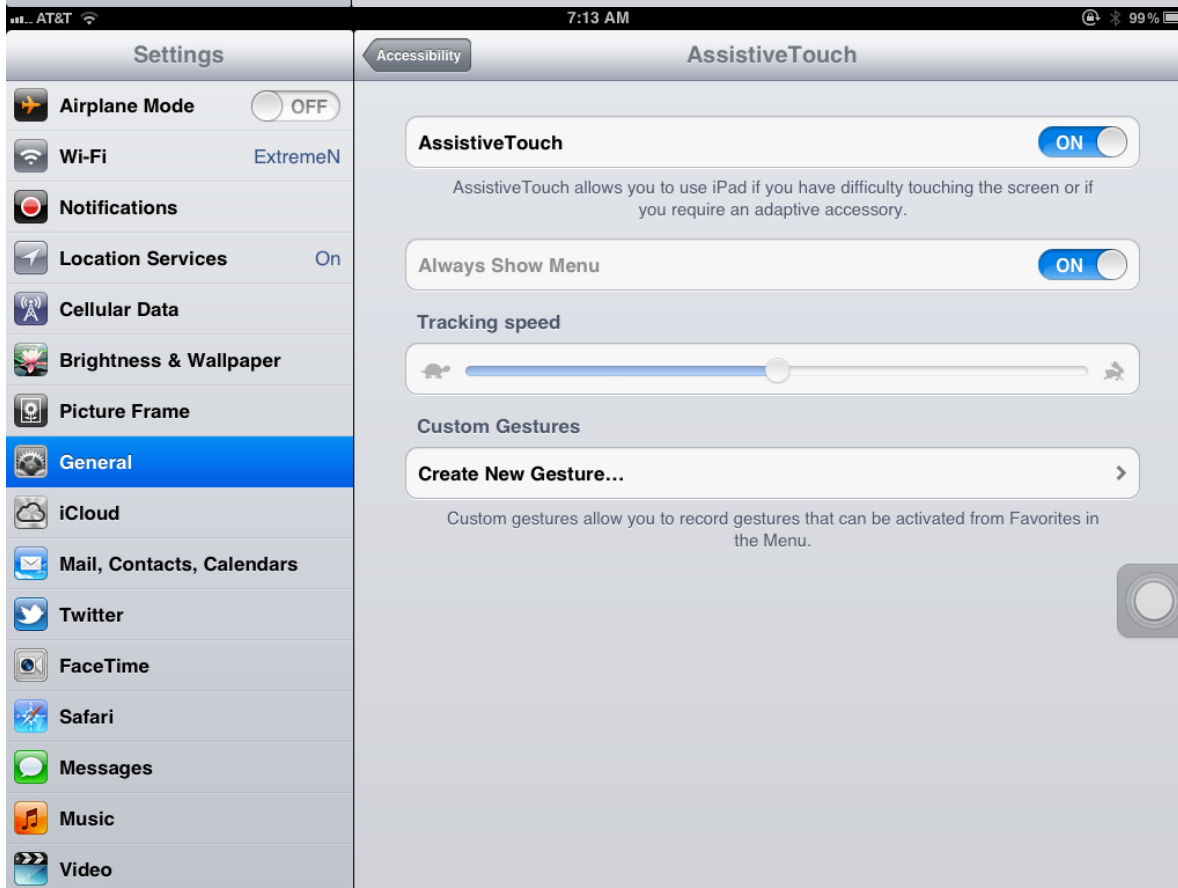 AT&T 7:13 AM 99%
Settings
Airplane Mode OFF
Wi-Fi ExtremeN
Notifications
Location Services On
Cellular Data
Brightness & Wallpaper
Picture Frame
General
iCloud
Mail, Contacts, Calendars
Twitter
FaceTime
Safari
Messages
Music
Video
Accessibility AssistiveTouch
AssistiveTouch ON
AssistiveTouch allows you to use iPad if you have difficulty touching the screen or if
you require an adaptive accessory.
Always Show Menu ON
Tracking speed
Custom Gestures
Create New Gesture...
Custom gestures allow you to record gestures that can be activated from Favorites in
the Menu.